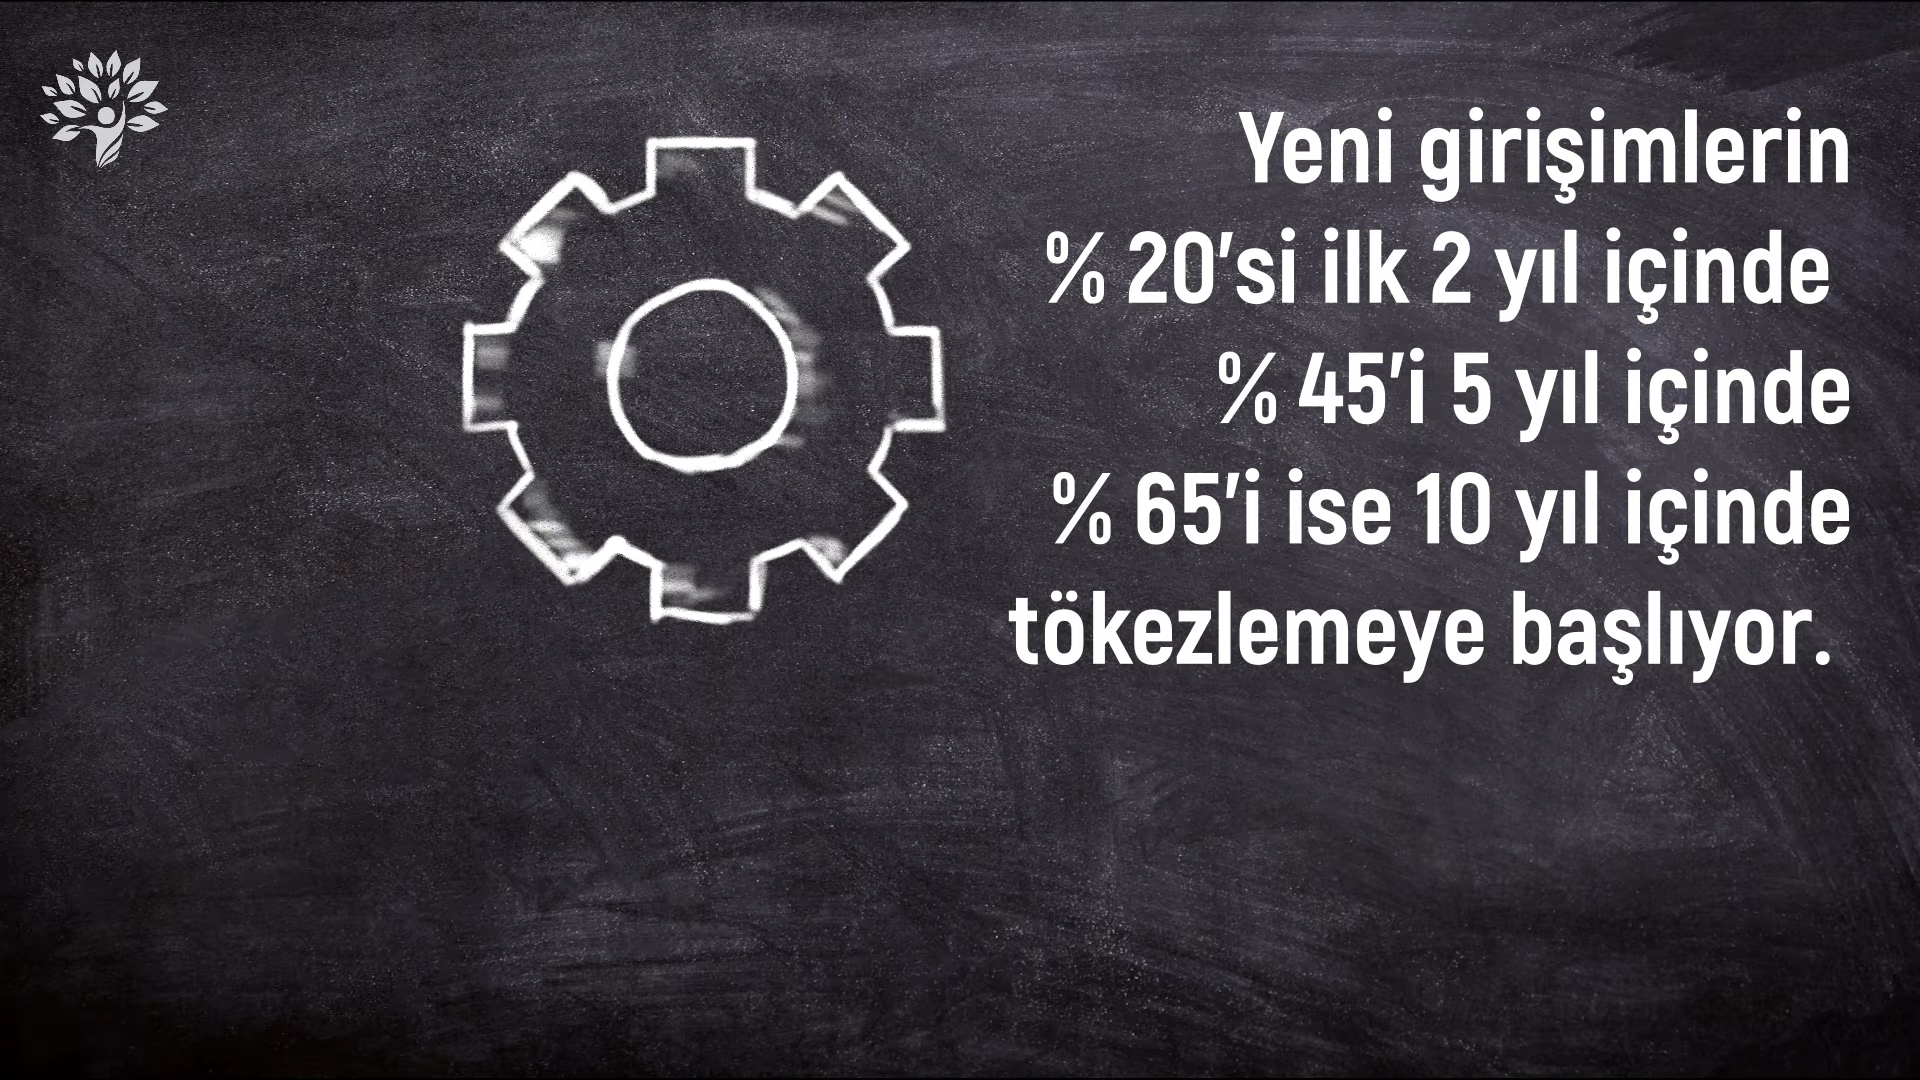 Yeni girişimlerin
% 20'si ilk 2 yıl içinde
% 45'i 5 yıl içinde
% 65'i ise 10 yıl içinde
tökezlemeye başlıyor.